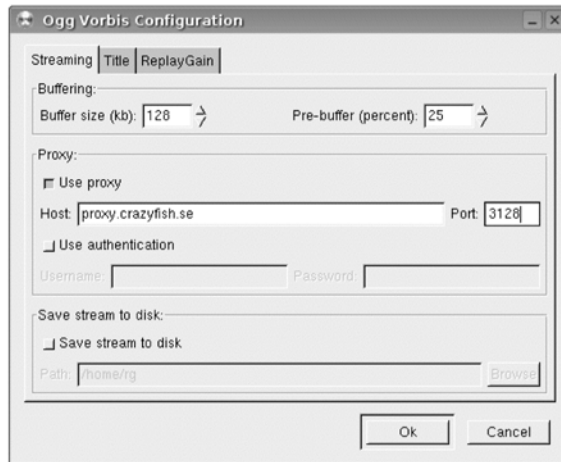 Ogg Vorbis Configuration
Streaming Title ReplayGain
Buffering:
Buffer size (kb): 128 Pre-buffer (percent): 25
Proxy:
Use proxy
Host: proxy.crazyfish.se Port: 3128
Use authentication
Username: Password:
Save stream to disk:
Save stream to disk
Path: /home/rg Browse
Ok Cancel